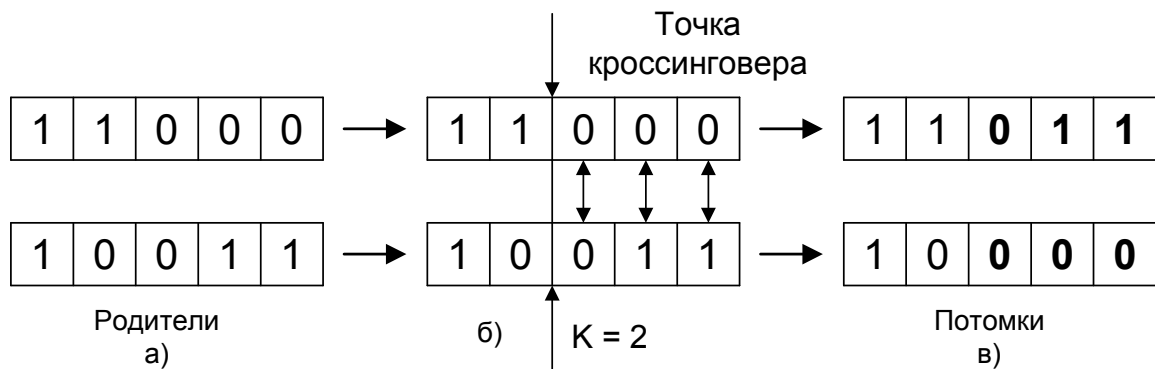 Точка
кроссинговера
1 1 0 0 0 1 1 0 0 0 1 1 0 1 1
1 0 0 1 1 1 0 0 1 1 1 0 0 0 0
Родители б) K = 2 Потомки
а) в)